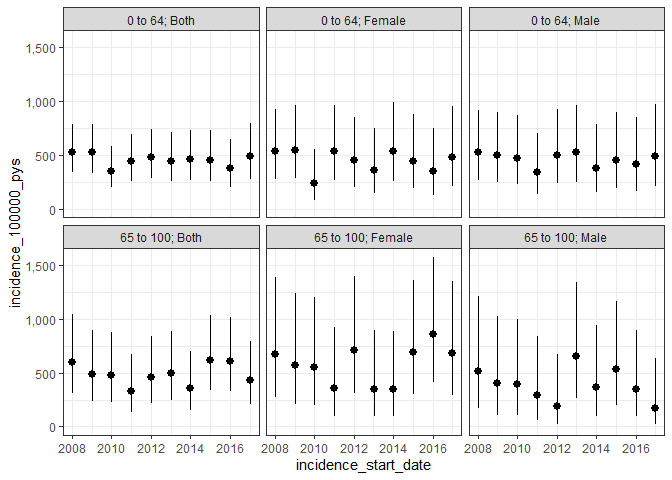 0 to 64; Both
0 to 64; Female
0 to 64; Male
1,500
1,000
500
0
65 to 100; Both
65 to 100; Female
65 to 100; Male
1,500
1,000
500
0
2008 2010 2012 2014 2016
2008 2010 2012 2014 2016
2008 2010 2012 2014 2016
incidence_start_date
incidence_100000_pys